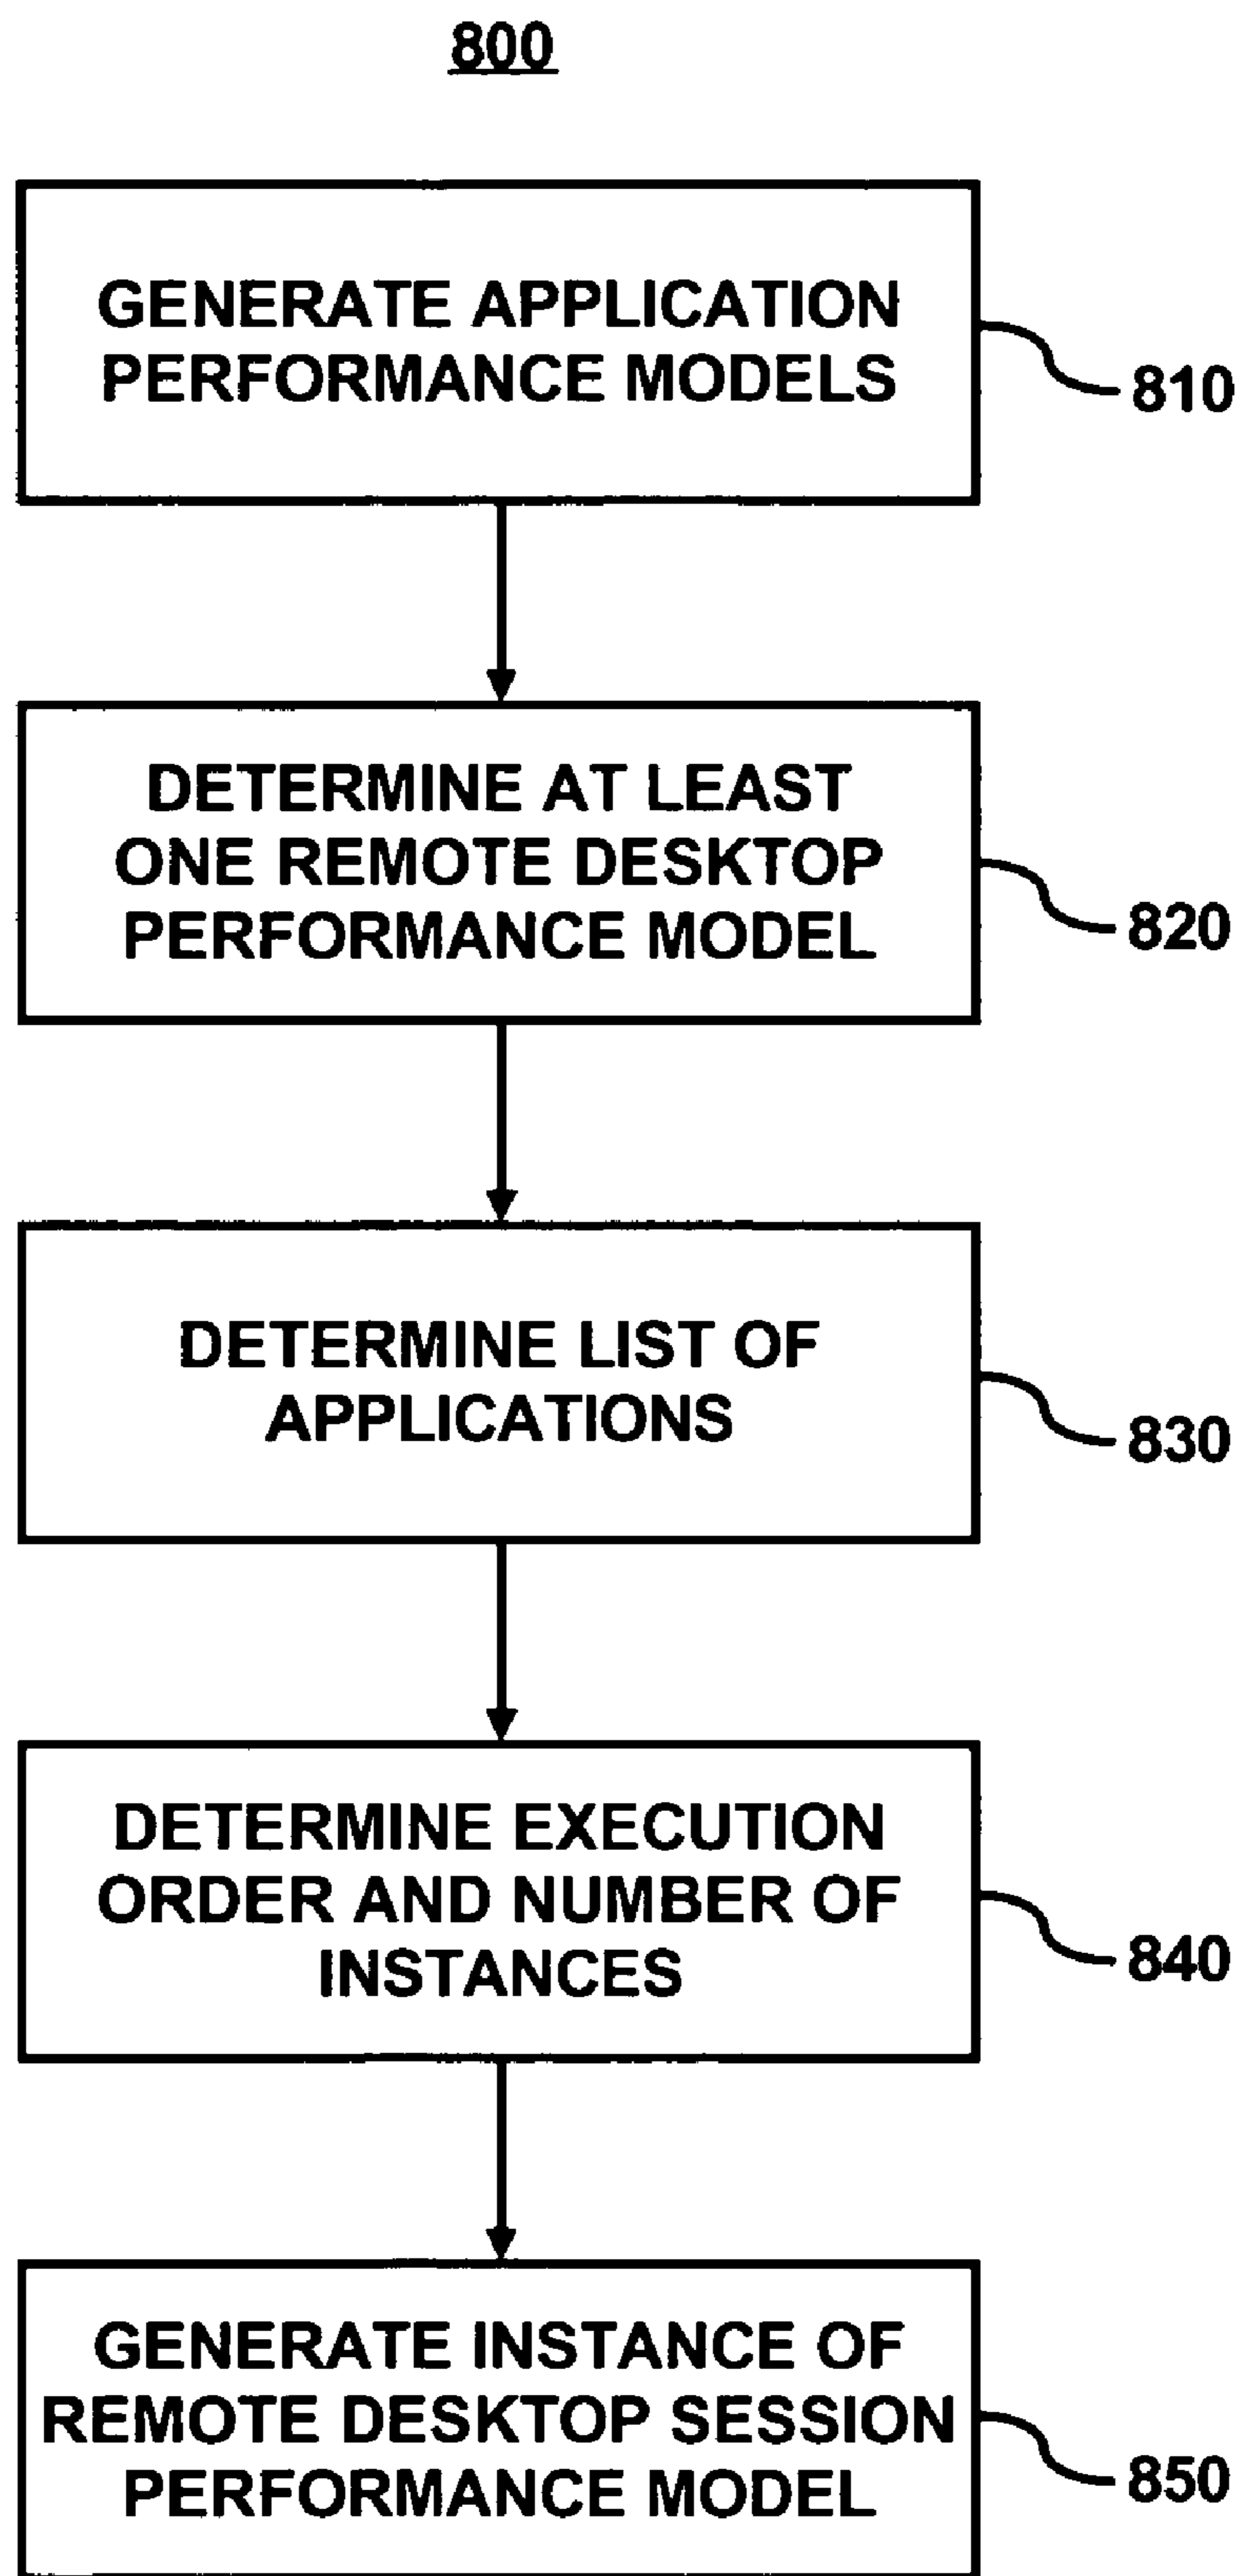 800
GENERATE APPLICATION
PERFORMANCE MODELS
810
DETERMINE AT LEAST
ONE REMOTE DESKTOP
PERFORMANCE MODEL
820
DETERMINE LIST OF
APPLICATIONS
830
DETERMINE EXECUTION
ORDER AND NUMBER OF
INSTANCES
840
GENERATE INSTANCE OF
REMOTE DESKTOP SESSION
PERFORMANCE MODEL
850